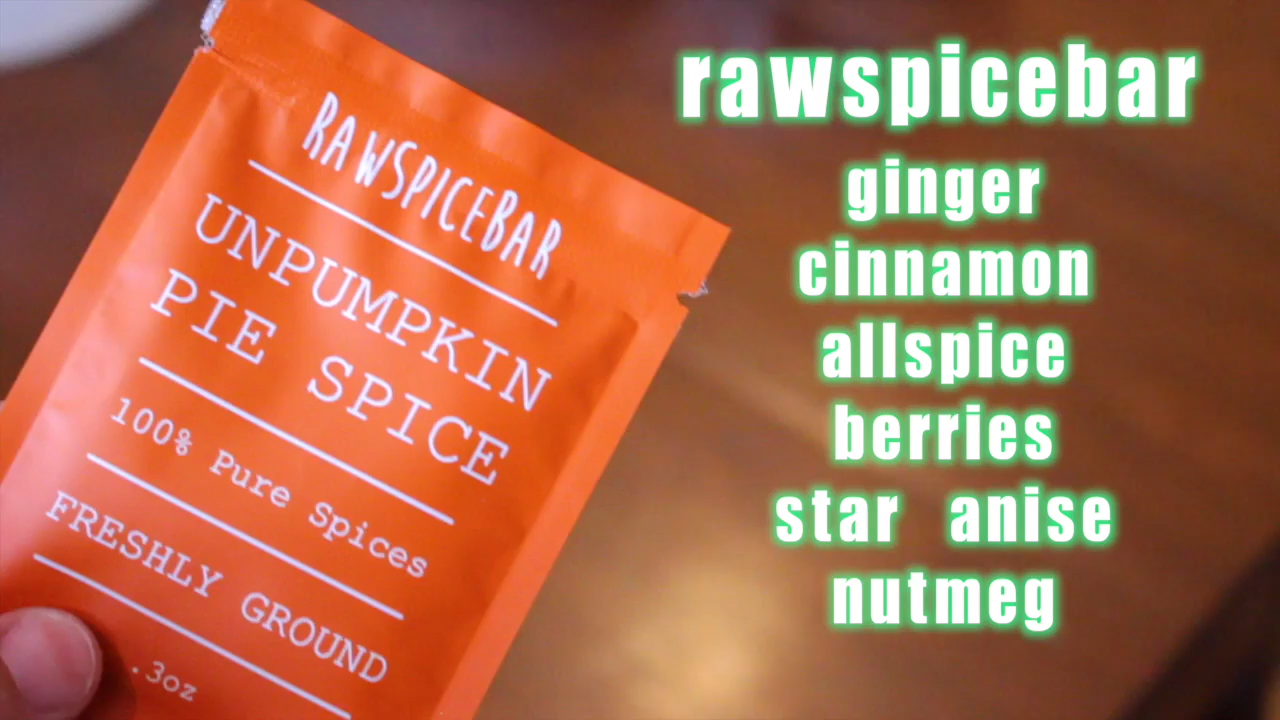 RAWSPICEBAR
UNPUMPKIN
PIE SPICE
100% Pure Spices
FRESHLY GROUND
.3oz
rawspicebar
ginger
cinnamon
allspice
berries
star anise
nutmeg